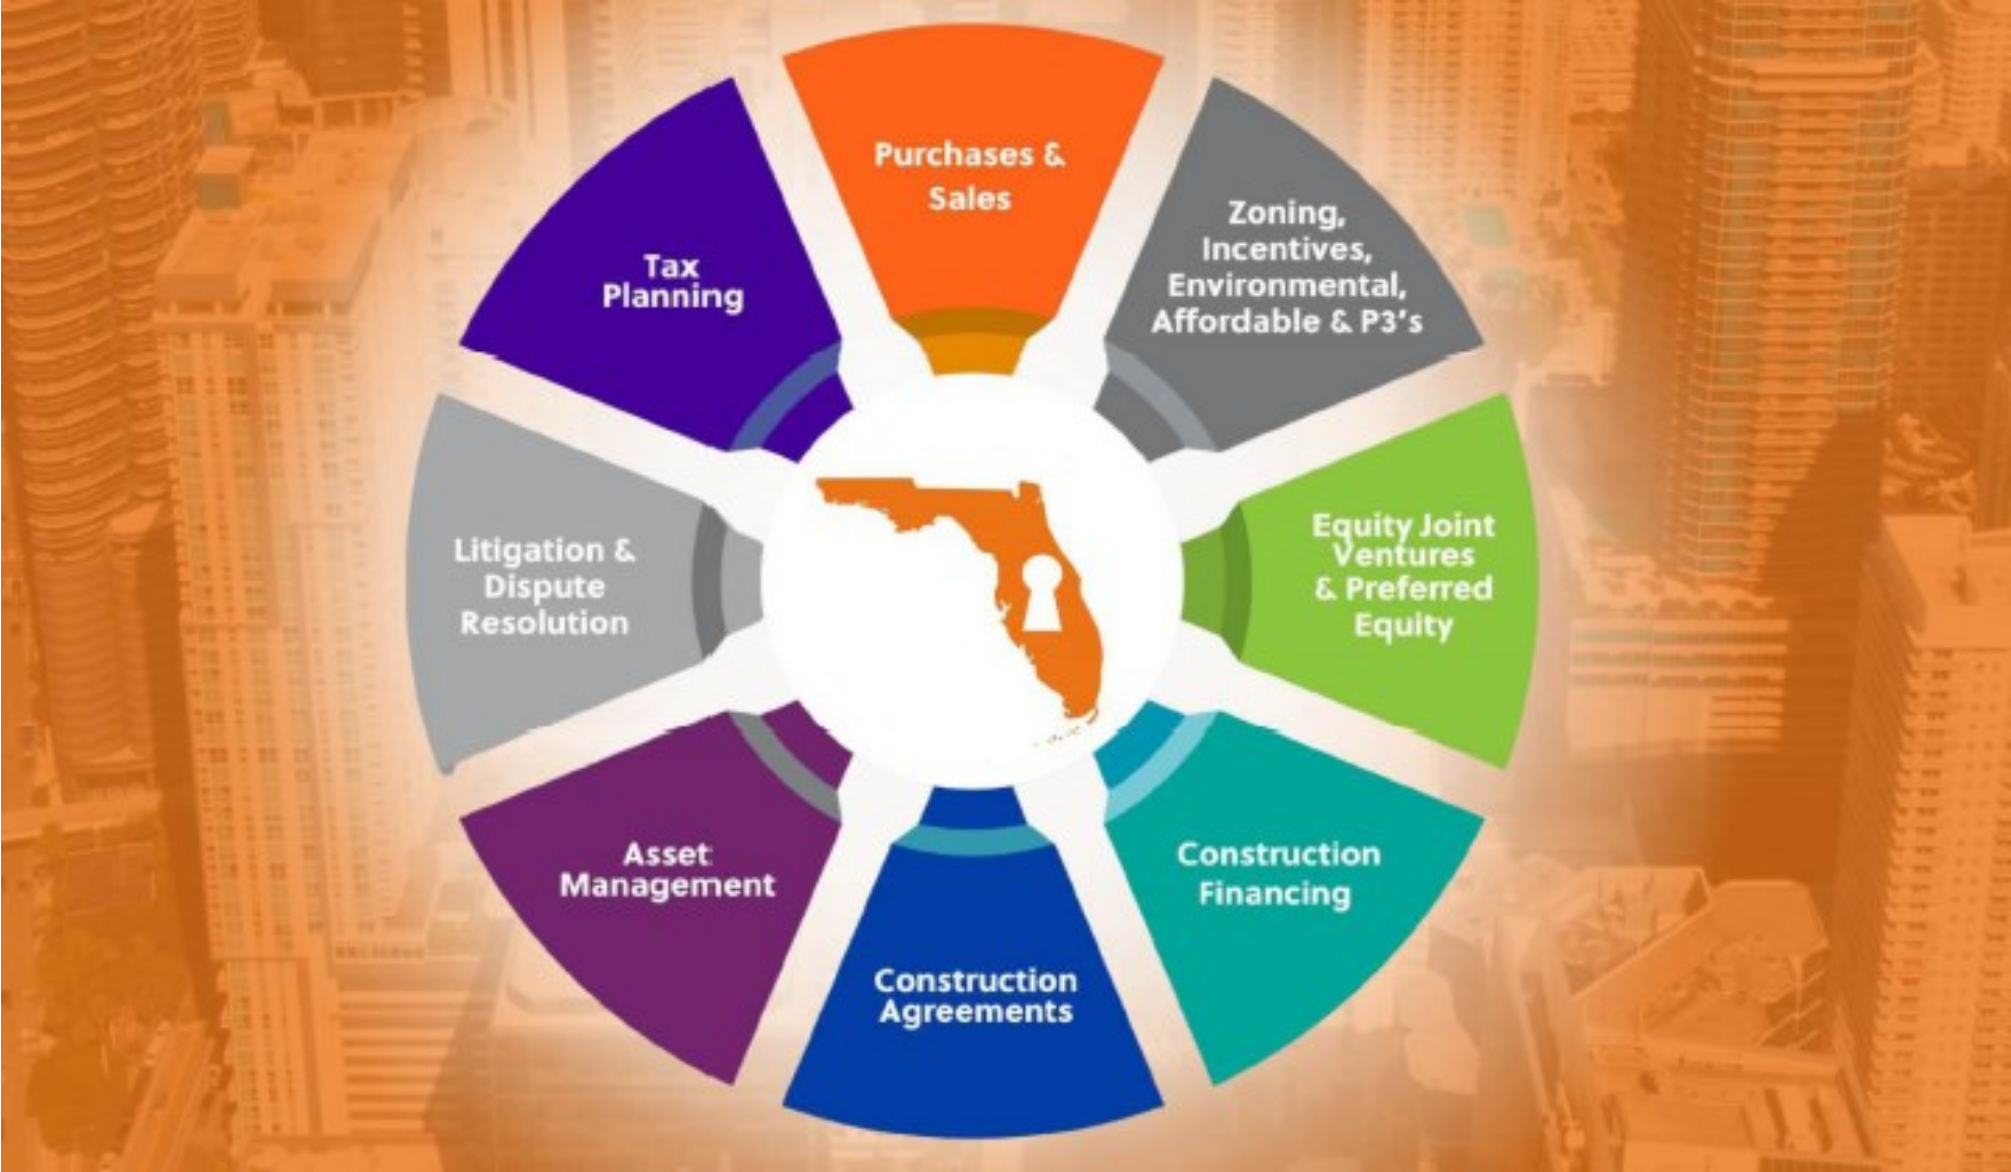 Purchases &
Sales
Zoning,
Incentives,
Environmental,
Affordable & P3's
Equity Joint
Ventures
& Preferred
Equity
Construction
Financing
Construction
Agreements
Asset
Management
Litigation &
Dispute
Resolution
Tax
Planning